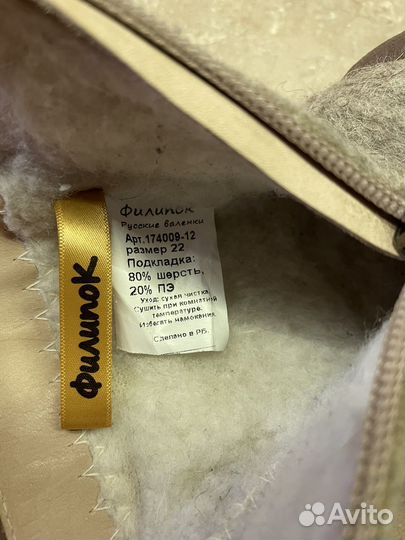 Филипок
Филипок
Русские валенки
Арт.174009-12
размер 22
Подкладка:
80% шерсть,
20% ПЭ
Уход: сухая чистка.
Сушить при комнатной
температуре.
Избегать намокания.
Сделано в РБ.
Avito